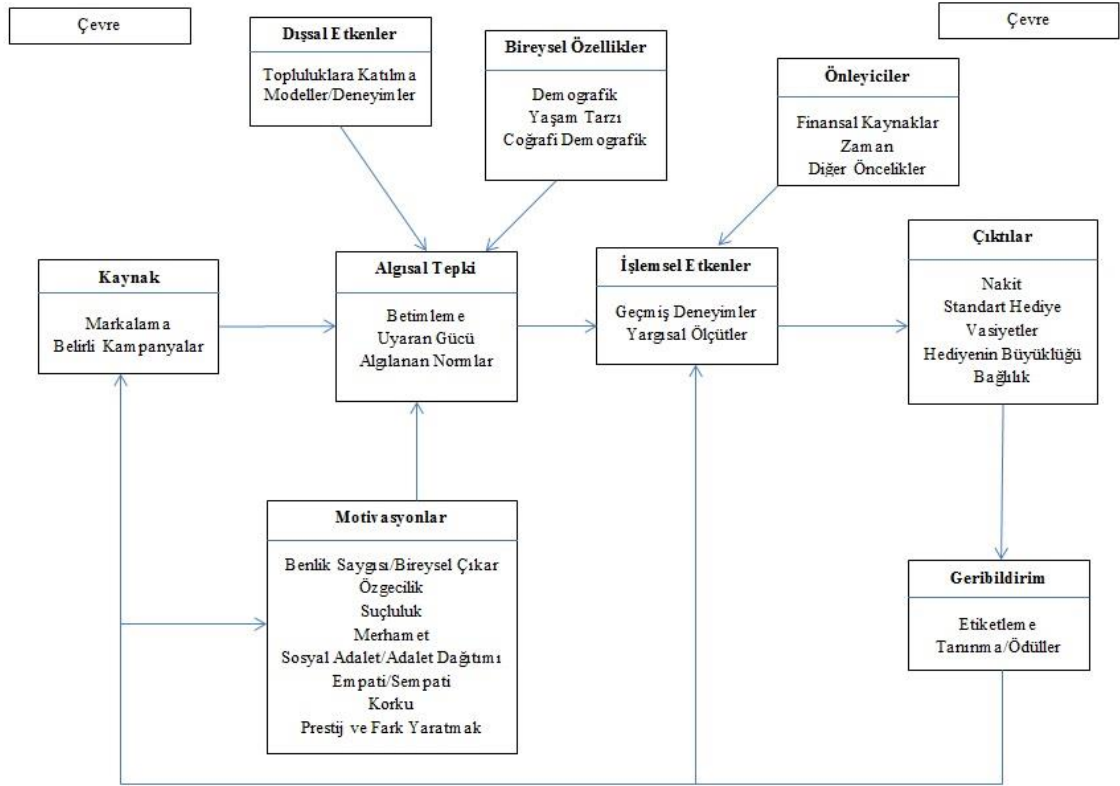 Çevre
Çevre
Dışsal Etkenler
Topluluklara Katılma
Modeller/Deneyimler
Bireysel Özellikler
Demografik
Yaşam Tarzı
Coğrafi Demografik
Önleyiciler
Finansal Kaynaklar
Zaman
Diğer Öncelikler
Kaynak
Markalama
Belirli Kampanyalar
Algısal Tepki
Betimleme
Uyaran Gücü
Algılanan Normlar
İşlemsel Etkenler
Geçmiş Deneyimler
Yargısal Ölçütler
Çıktılar
Nakit
Standart Hediye
Vasiyetler
Hediyenin Büyüklüğü
Bağlılık
Motivasyonlar
Benlik Saygısı/Bireysel Çıkar
Özgecilik
Suçluluk
Merhamet
Sosyal Adalet/Adalet Dağıtımı
Empati/Sempati
Korku
Prestij ve Fark Yaratmak
Geribildirim
Etiketleme
Tanınma/Ödüller